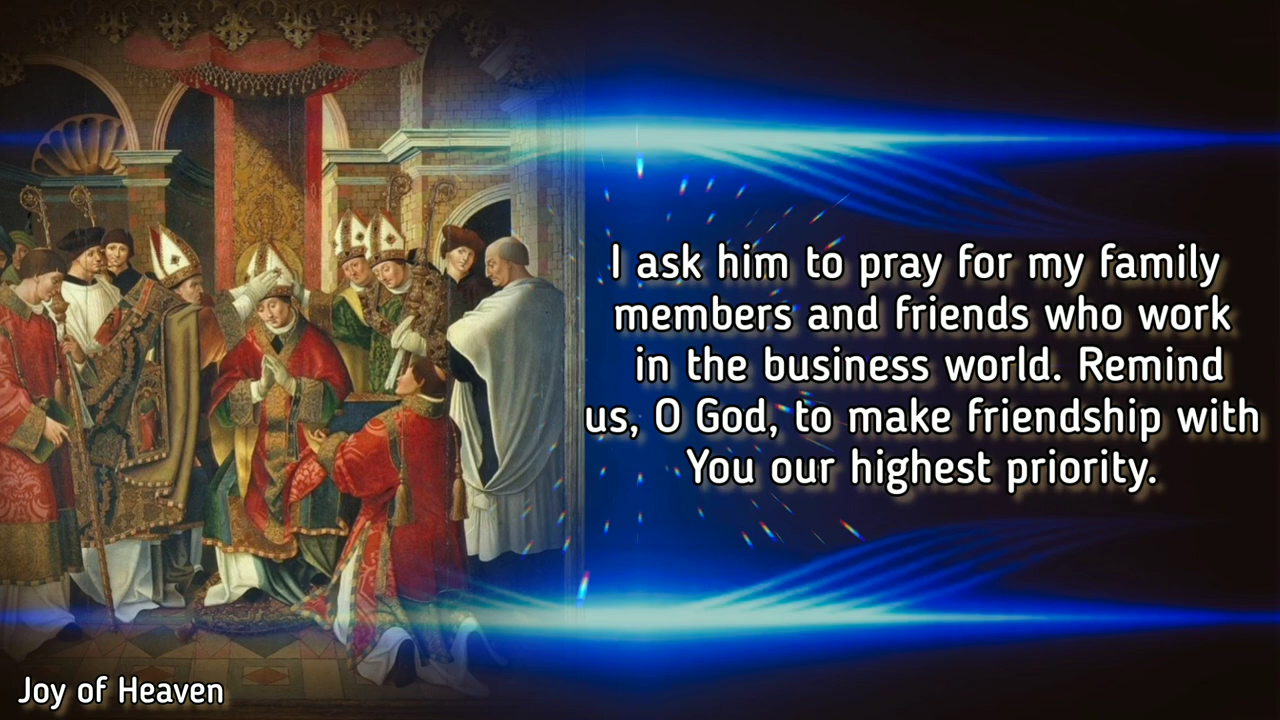 I ask him to pray for my family
members and friends who work
in the business world. Remind
us, O God, to make friendship with
You our highest priority.
Joy of Heaven